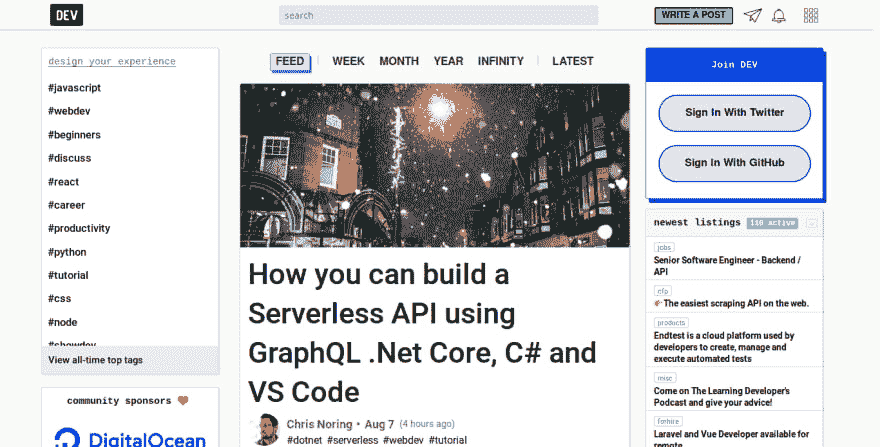 DEV
search
WRITE A POST
design your experience
#javascript
#webdev
#beginners
#discuss
#react
#career
#productivity
#python
#tutorial
#css
#node
#showdev
View all-time top tags
community sponsors
DigitalOcean
FEED
WEEK
MONTH
YEAR
INFINITY
LATEST
How you can build a
Serverless API using
GraphQL .Net Core, C# and
VS Code
Chris Noring • Aug 7 (4 hours ago)
#dotnet #serverless #webdev #tutorial
Join DEV
Sign In With Twitter
Sign In With GitHub
newest listings
ACTIVE
jobs
Senior Software Engineer - Backend /
API
cfp
The easiest scraping API on the web.
products
Endtest is a cloud platform used by
developers to create, manage and
execute automated tests
misc
Come on The Learning Developer's
Podcast and give your advice!
forhire
Laravel and Vue Developer available for
remote